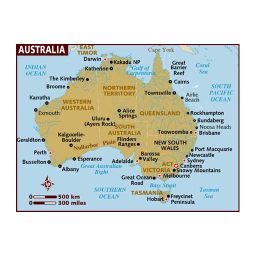 AUSTRALIA
EAST
TIMOR
Cape York
Darwin
Kakadu NP
Great
Barrier
Reef
Coral
Sea
INDIAN
OCEAN
Katherine
Gulf of
Carpentaria
The Kimberley
Cairns
SOUTH
PACIFIC
OCEAN
Broome
NORTHERN
TERRITORY
Townsville
Airlie
Beach
Karratha
WESTERN
AUSTRALIA
Alice
Springs
QUEENSLAND
Rockhampton
Exmouth
Bundaberg
Uluru
(Ayers Rock)
SOUTH
AUSTRALIA
Noosa Heads
Toowoomba
Brisbane
Geraldton
Kalgoorlie-
Boulder
Flinders
Ranges
NEW SOUTH
WALES
Nullarbor Plain
Port Macquarie
Perth
Barossa
Valley
Newcastle
Sydney
Busselton
Esperance
Adelaide
ACT
Canberra
Albany
Great Australian
Bight
VICTORIA
Snowy Mountains
Great Ocean
Road
Melbourne
Bass Strait
0
500 km
0
300 miles
SOUTHERN
OCEAN
TASMANIA
Tasman
Sea
Hobart
Freycinet
Peninsula